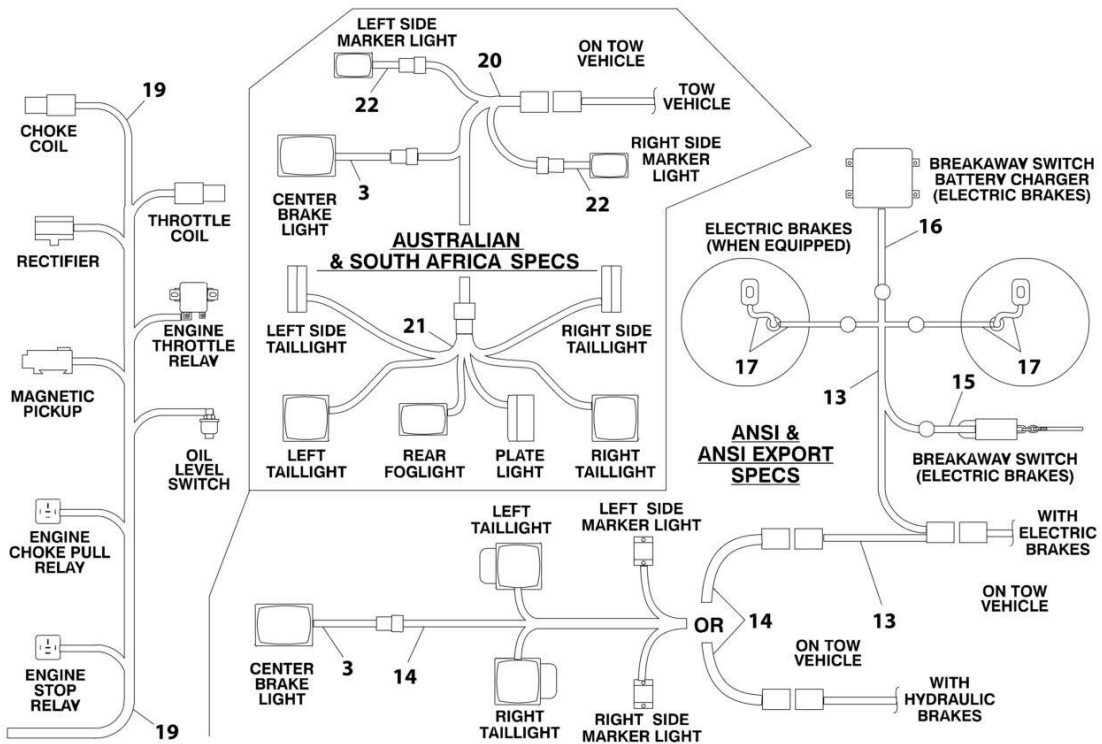 19
CHOKE
COIL
THROTTLE
COIL
RECTIFIER
ENGINE
THROTTLE
RELAY
MAGNETIC
PICKUP
OIL
LEVEL
SWITCH
ENGINE
CHOKE PULL
RELAY
ENGINE
STOP
RELAY
19
LEFT SIDE
MARKER LIGHT
22
20
ON TOW
VEHICLE
TOW
VEHICLE
3
CENTER
BRAKE
LIGHT
RIGHT SIDE
MARKER
LIGHT
22
AUSTRALIAN
& SOUTH AFRICA SPECS
LEFT SIDE
TAILLIGHT
21
RIGHT SIDE
TAILLIGHT
LEFT
TAILLIGHT
REAR
FOGLIGHT
PLATE
LIGHT
RIGHT
TAILLIGHT
BREAKAWAY SWITCH
BATTERY CHARGER
(ELECTRIC BRAKES)
16
ELECTRIC BRAKES
(WHEN EQUIPPED)
17
17
13
15
ANSI &
ANSI EXPORT
SPECS
BREAKAWAY SWITCH
(ELECTRIC BRAKES)
LEFT
TAILLIGHT
LEFT SIDE
MARKER LIGHT
WITH
ELECTRIC
BRAKES
ON TOW
VEHICLE
13
OR
14
3
14
CENTER
BRAKE
LIGHT
RIGHT
TAILLIGHT
RIGHT SIDE
MARKER LIGHT
ON TOW
VEHICLE
WITH
HYDRAULIC
BRAKES